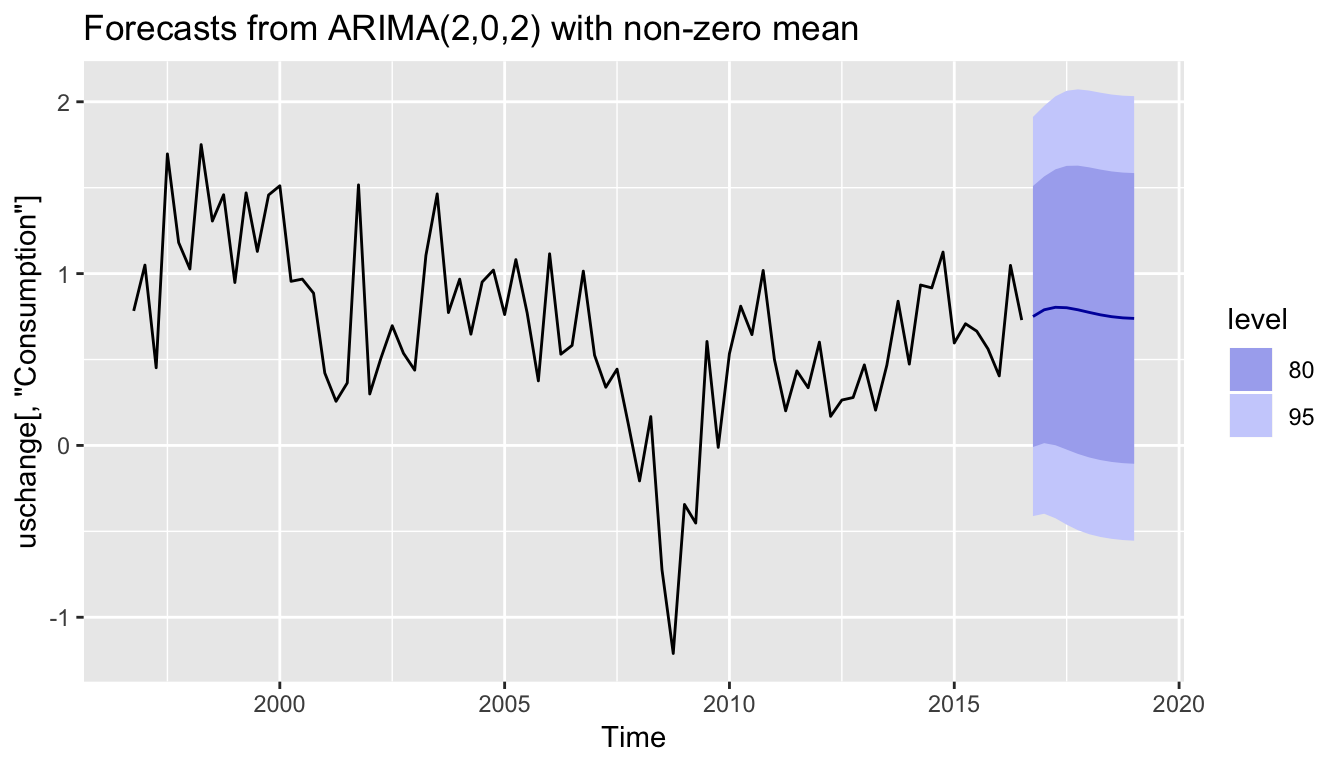 Forecasts from ARIMA(2,0,2) with non-zero mean
uschange[, "Consumption"]
2
1
0
-1
2000 2005 2010 2015 2020
Time
level
80
95